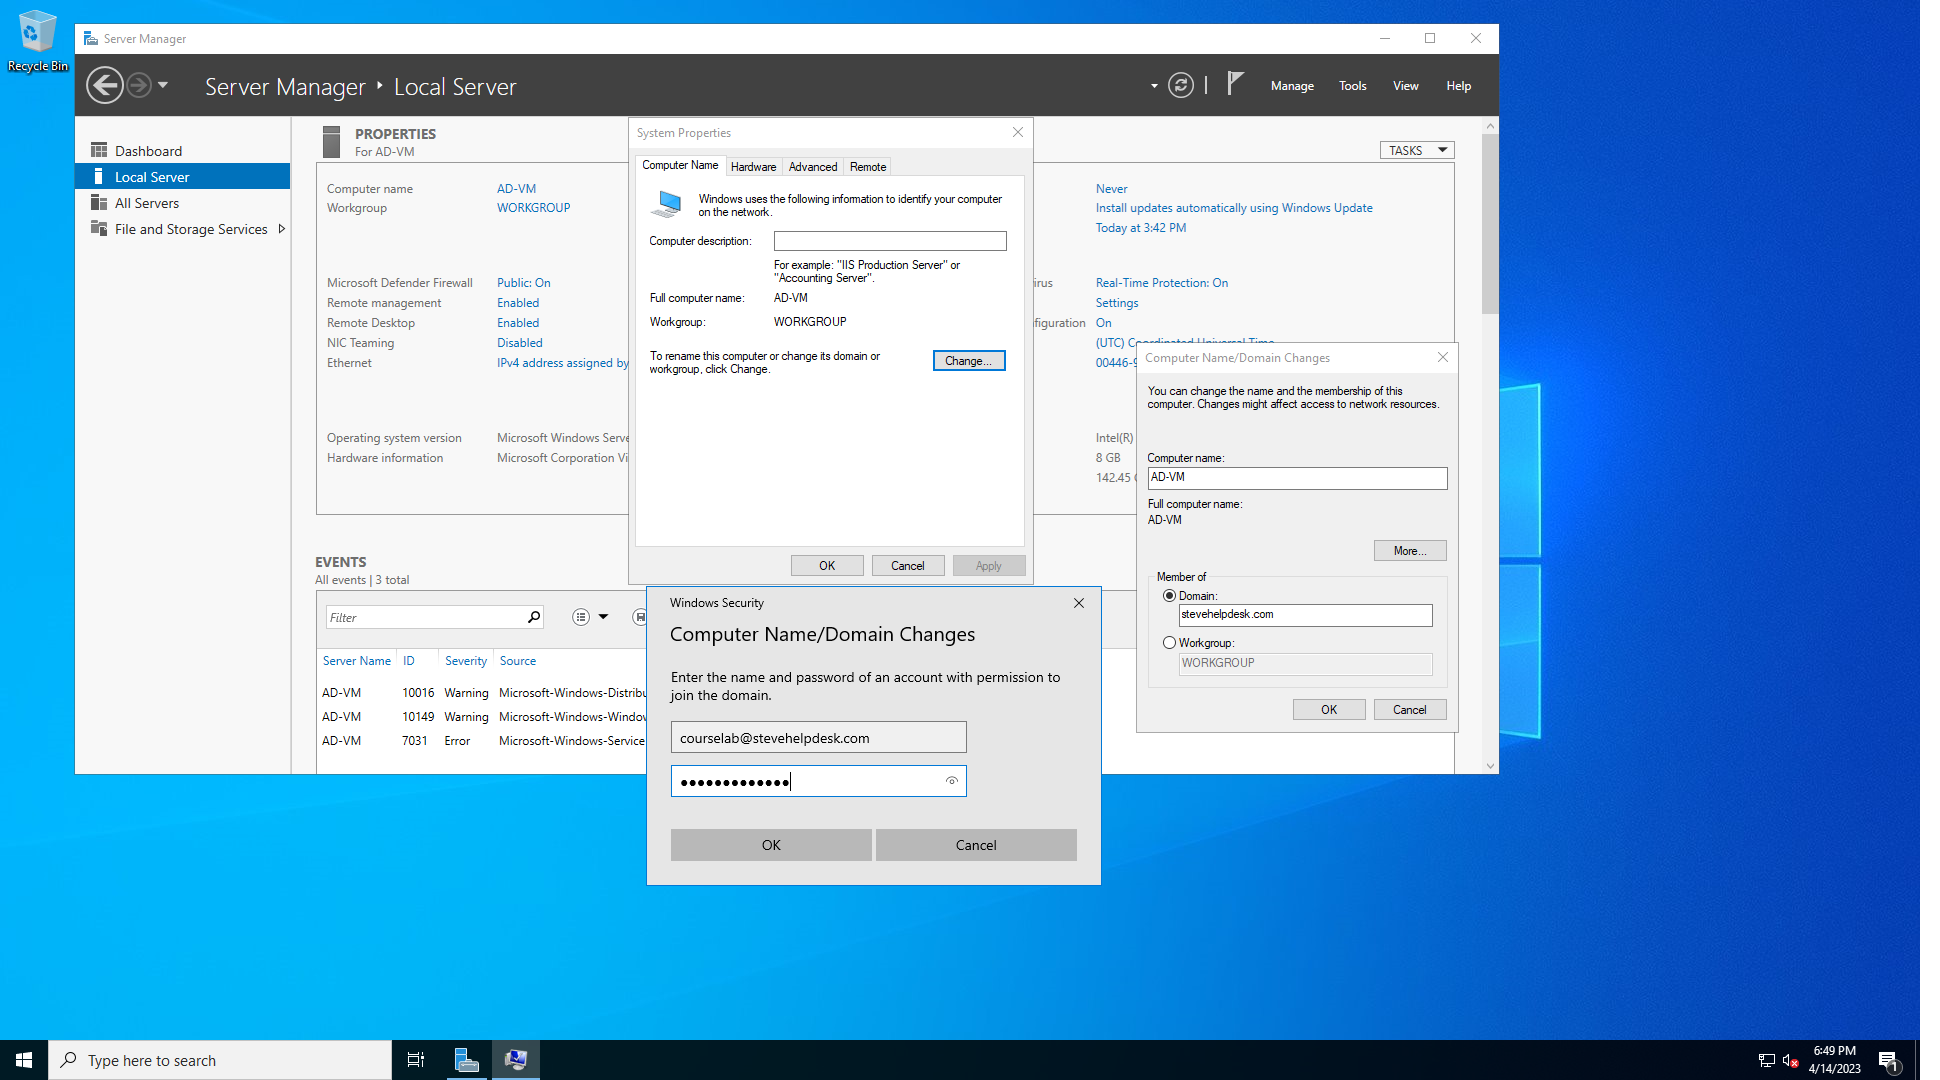 Recycle Bin
Server Manager
Server Manager ‣ Local Server
Manage
Tools
View
Help
Dashboard
Local Server
All Servers
File and Storage Services
PROPERTIES
For AD-VM
TASKS
Computer name AD-VM
Workgroup WORKGROUP
Never
Install updates automatically using Windows Update
Today at 3:42 PM
Microsoft Defender Firewall Public: On
Remote management Enabled
Remote Desktop Enabled
NIC Teaming Disabled
Ethernet IPv4 address assigned by
Real-Time Protection: On
Settings
On
(UTC) Coordinated Universal Time
00446-
Operating system version Microsoft Windows Serve
Hardware information Microsoft Corporation Vi
Intel(R)
8 GB
142.45
EVENTS
All events | 3 total
Filter
Server Name ID Severity Source
AD-VM 10016 Warning Microsoft-Windows-Distribu
AD-VM 10149 Warning Microsoft-Windows-Window
AD-VM 7031 Error Microsoft-Windows-Service
System Properties
Computer Name Hardware Advanced Remote
Windows uses the following information to identify your computer
on the network.
Computer description:
For example: "IIS Production Server" or
"Accounting Server".
Full computer name: AD-VM
Workgroup: WORKGROUP
To rename this computer or change its domain or
workgroup, click Change.
Change...
OK Cancel Apply
Windows Security
Computer Name/Domain Changes
Enter the name and password of an account with permission to
join the domain.
courselab@stevehelpdesk.com
●●●●●●●●●●●●●
OK Cancel
Computer Name/Domain Changes
You can change the name and the membership of this
computer. Changes might affect access to network resources.
Computer name:
AD-VM
Full computer name:
AD-VM
More...
Member of
Domain:
stevehelpdesk.com
Workgroup:
WORKGROUP
OK Cancel
Type here to search
6:49 PM
4/14/2023
1